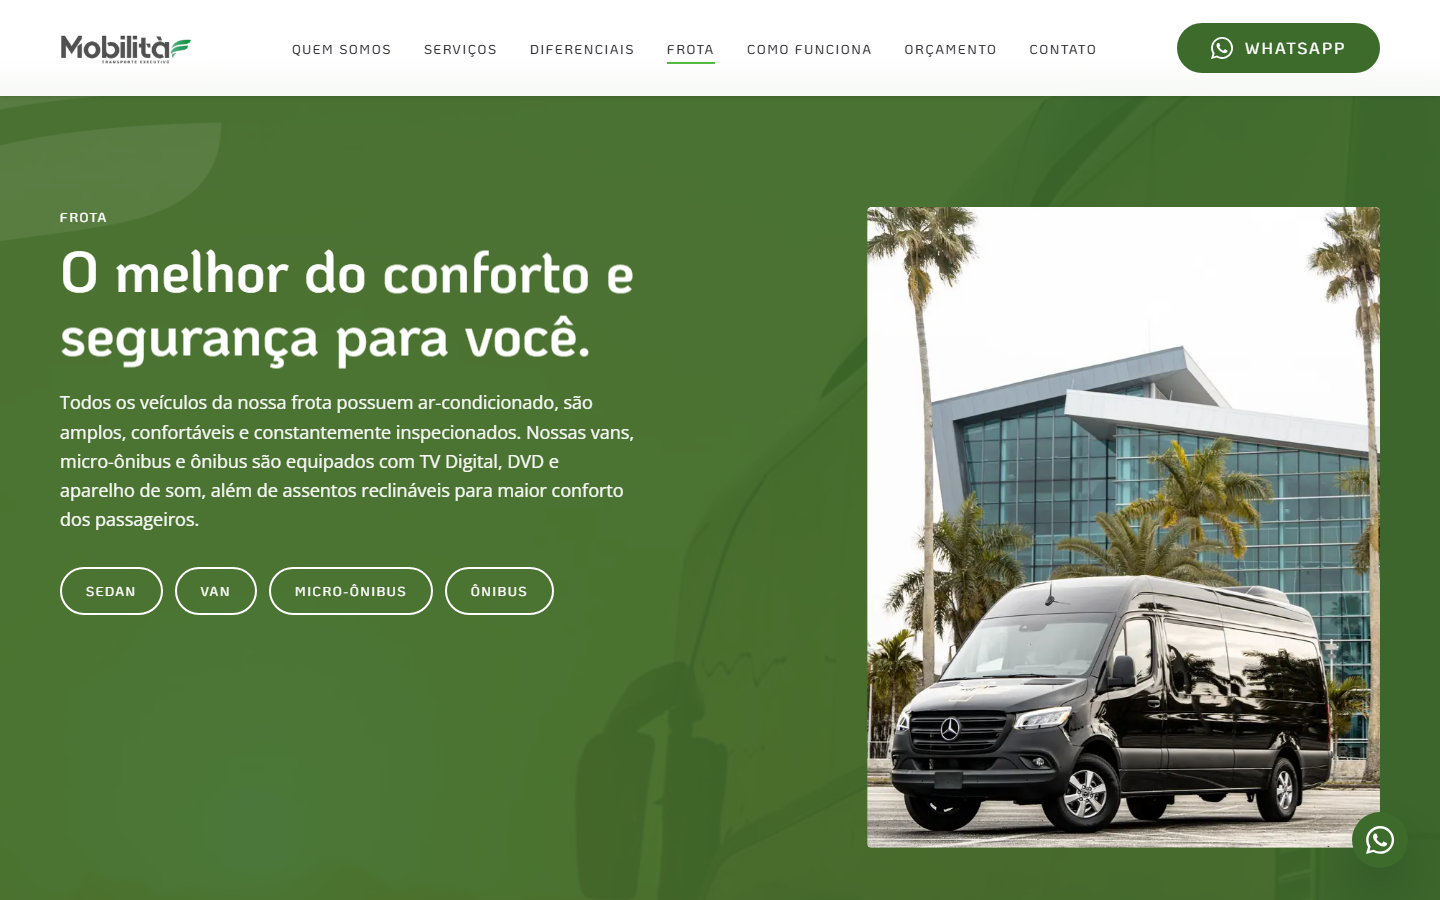 Mobilità
TRANSPORTE EXECUTIVO
QUEM SOMOS
SERVIÇOS
DIFERENCIAIS
FROTA
COMO FUNCIONA
ORÇAMENTO
CONTATO
WHATSAPP
FROTA
O melhor do conforto e
segurança para você.
Todos os veículos da nossa frota possuem ar-condicionado, são
amplos, confortáveis e constantemente inspecionados. Nossas vans,
micro-ônibus e ônibus são equipados com TV Digital, DVD e
aparelho de som, além de assentos reclináveis para maior conforto
dos passageiros.
SEDAN
VAN
MICRO-ÔNIBUS
ÔNIBUS